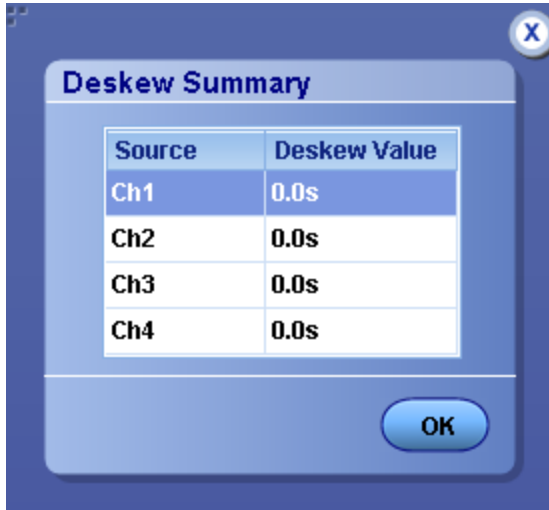 X
Deskew Summary
Source Deskew Value
Ch1 0.0s
Ch2 0.0s
Ch3 0.0s
Ch4 0.0s
OK